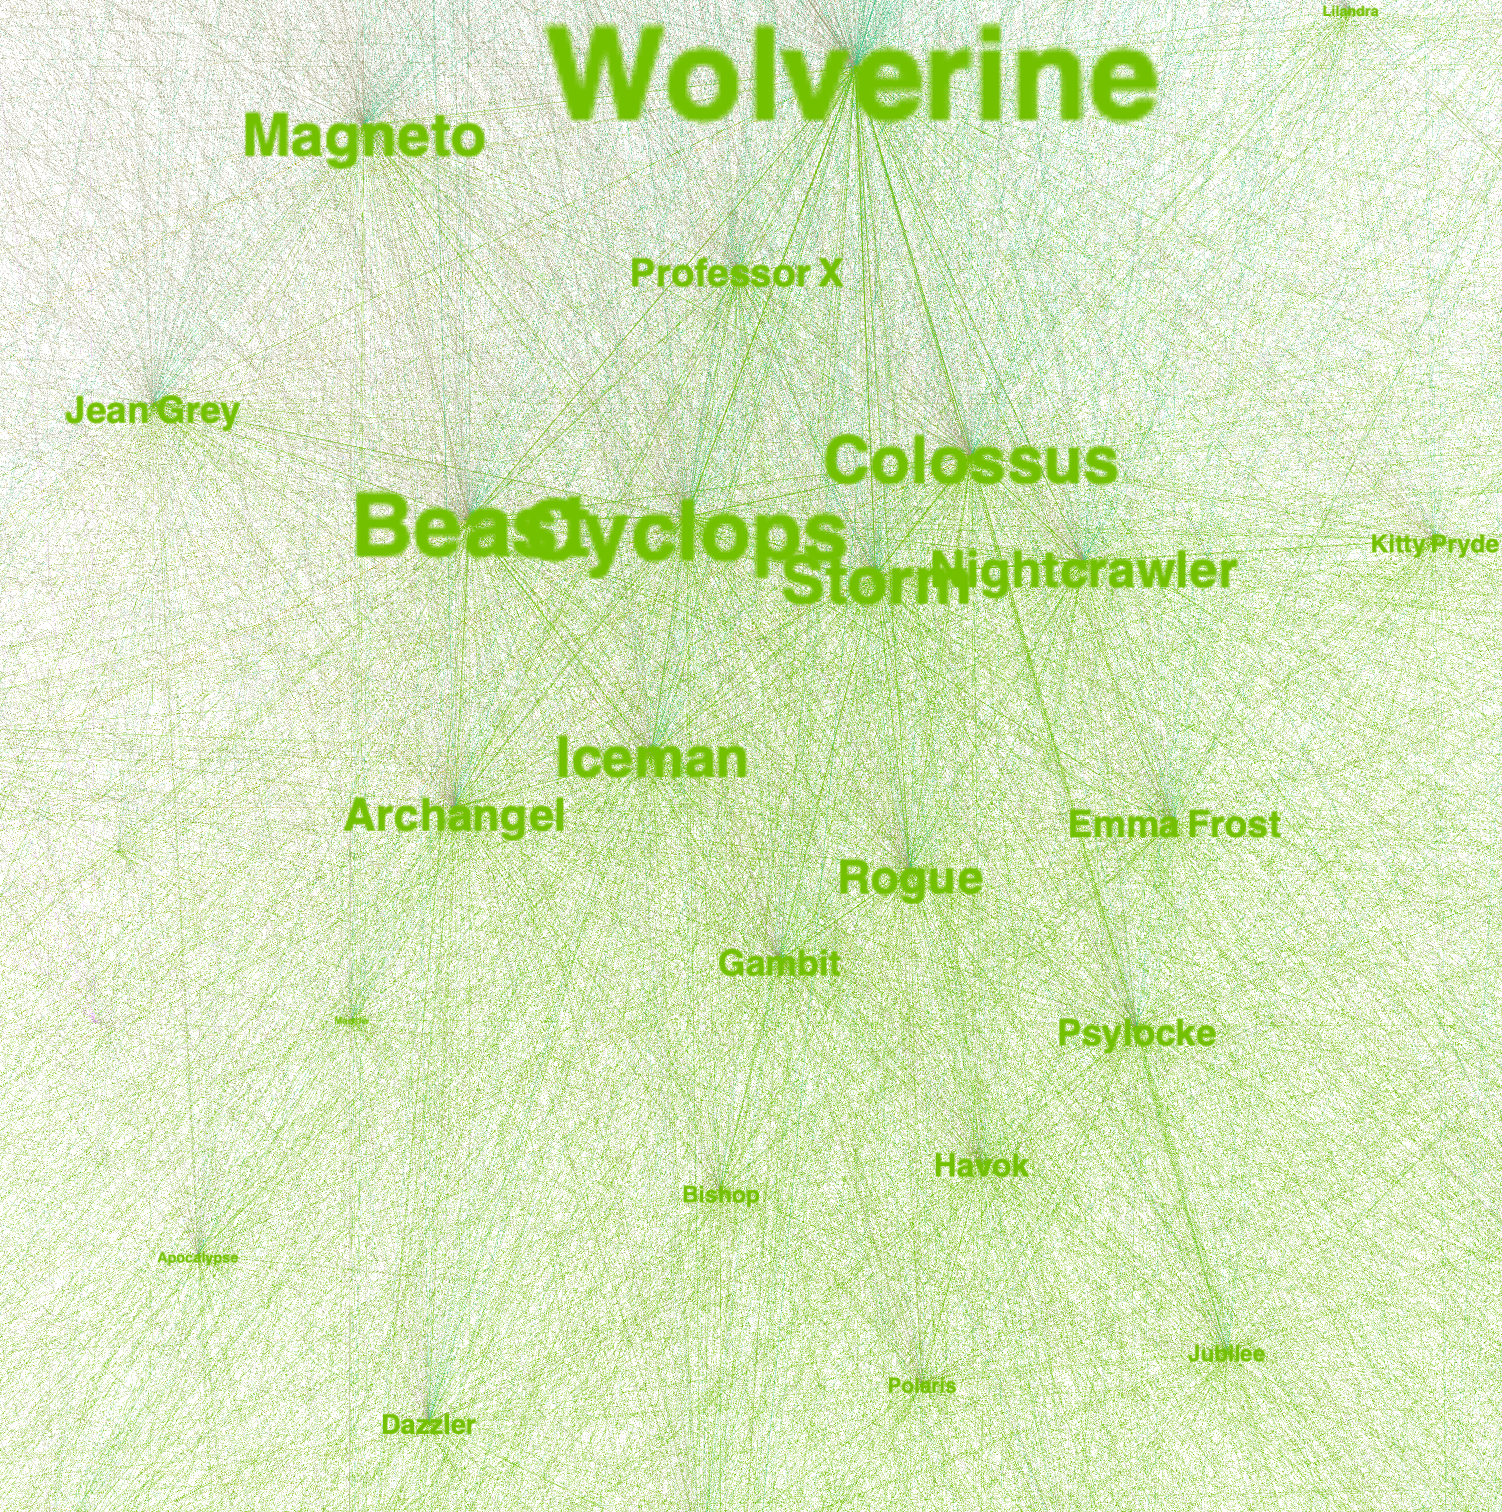 Lilandra
Wolverine
Magneto
Professor X
Jean Grey
Colossus
Beast
Cyclops
Storm
Nightcrawler
Kitty Pryde
Iceman
Archangel
Emma Frost
Rogue
Gambit
Psylocke
Havok
Bishop
Apocalypse
Jubilee
Polaris
Dazzler